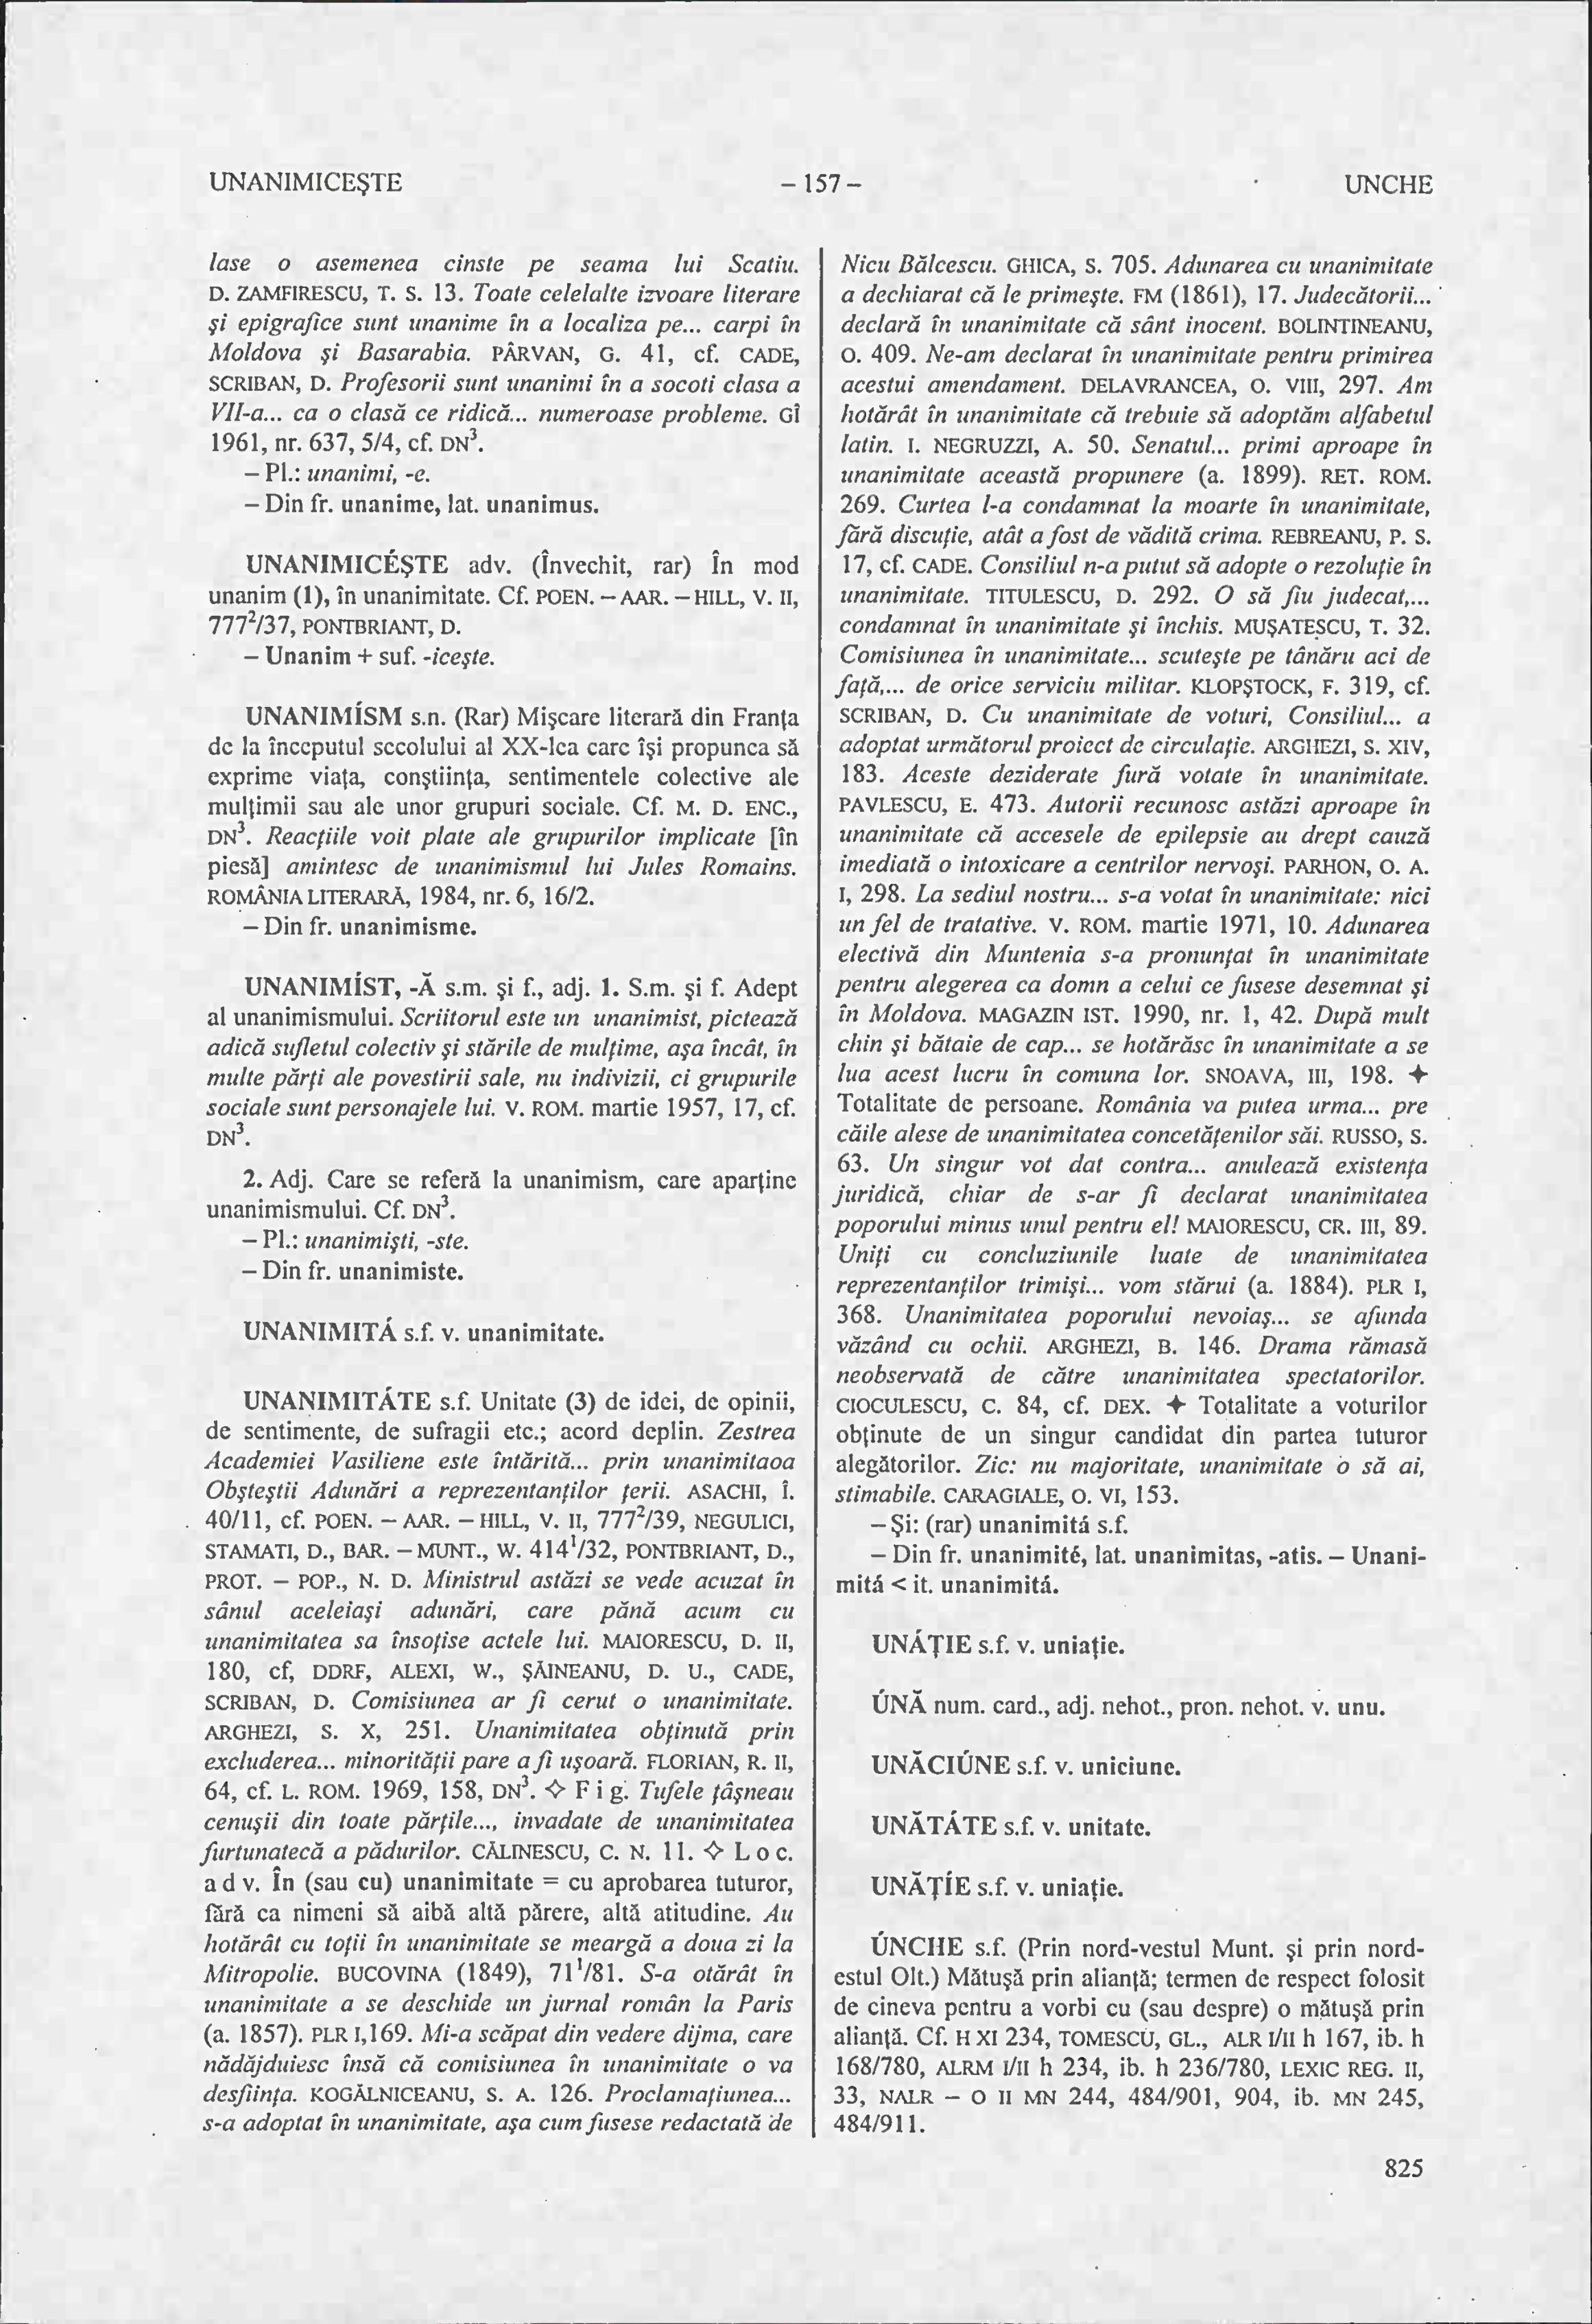 UNANIMICEŞTE
– 157 –
UNCHE
lase o asemenea cinste pe seama lui Scatiu.
D. ZAMFIRESCU, T. S. 13. Toate celelalte izvoare literare
şi epigrafice sunt unanime în a localiza pe... carpi în
Moldova şi Basarabia. PÂRVAN, G. 41, cf. CADE,
SCRIBAN, D. Profesorii sunt unanimi în a socoti clasa a
VII-a... ca o clasă ce ridică... numeroase probleme. GÎ
1961, nr. 637, 5/4, cf. DN³.
– Pl.: unanimi, -e.
– Din fr. unanime, lat. unanimus.
UNANIMICÉŞTE adv. (Învechit, rar) În mod
unanim (1), în unanimitate. Cf. POEN. – AAR. – HILL, V. II,
777²/37, PONTBRIANT, D.
– Unanim + suf. -iceşte.
UNANIMÍSM s.n. (Rar) Mişcare literară din Franţa
de la începutul secolului al XX-lea care îşi propunea să
exprime viaţa, conştiinţa, sentimentele colective ale
mulţimii sau ale unor grupuri sociale. Cf. M. D. ENC.,
DN³. Reacţiile voit plate ale grupurilor implicate [în
piesă] amintesc de unanimismul lui Jules Romains.
ROMÂNIA LITERARĂ, 1984, nr. 6, 16/2.
– Din fr. unanimisme.
UNANIMÍST, -Ă s.m. şi f., adj. 1. S.m. şi f. Adept
al unanimismului. Scriitorul este un unanimist, pictează
adică sufletul colectiv şi stările de mulţime, aşa încât, în
multe părţi ale povestirii sale, nu indivizii, ci grupurile
sociale sunt personajele lui. V. ROM. martie 1957, 17, cf.
DN³.
2. Adj. Care se referă la unanimism, care aparţine
unanimismului. Cf. DN³.
– Pl.: unanimişti, -ste.
– Din fr. unanimiste.
UNANIMITÁ s.f. v. unanimitate.
UNANIMITÁTE s.f. Unitate (3) de idei, de opinii,
de sentimente, de sufragii etc.; acord deplin. Zestrea
Academiei Vasiliene este întărită... prin unanimitaoa
Obşteştii Adunări a reprezentanţilor ţerii. ASACHI, Î.
40/11, cf. POEN. – AAR. – HILL, V. II, 777²/39, NEGULICI,
STAMATI, D., BAR. – MUNT., W. 414¹/32, PONTBRIANT, D.,
PROT. – POP., N. D. Ministrul astăzi se vede acuzat în
sânul aceleiaşi adunări, care până acum cu
unanimitatea sa însoţise actele lui. MAIORESCU, D. II,
180, cf, DDRF, ALEXI, W., ŞĂINEANU, D. U., CADE,
SCRIBAN, D. Comisiunea ar fi cerut o unanimitate.
ARGHEZI, S. X, 251. Unanimitatea obţinută prin
excluderea... minorităţii pare a fi uşoară. FLORIAN, R. II,
64, cf. L. ROM. 1969, 158, DN³. ✧ F i g. Tufele ţâşneau
cenuşii din toate părţile..., invadate de unanimitatea
furtunatecă a pădurilor. CĂLINESCU, C. N. 11. ✧ L o c.
a d v. În (sau cu) unanimitate = cu aprobarea tuturor,
fără ca nimeni să aibă altă părere, altă atitudine. Au
hotărât cu toţii în unanimitate se meargă a doua zi la
Mitropolie. BUCOVINA (1849), 71¹/81. S-a otărât în
unanimitate a se deschide un jurnal român la Paris
(a. 1857). PLR I,169. Mi-a scăpat din vedere dijma, care
nădăjduiesc însă că comisiunea în unanimitate o va
desfiinţa. KOGĂLNICEANU, S. A. 126. Proclamaţiunea...
s-a adoptat în unanimitate, aşa cum fusese redactată de
Nicu Bălcescu. GHICA, S. 705. Adunarea cu unanimitate
a dechiarat că le primeşte. FM (1861), 17. Judecătorii...
declară în unanimitate că sânt inocent. BOLINTINEANU,
O. 409. Ne-am declarat în unanimitate pentru primirea
acestui amendament. DELAVRANCEA, O. VIII, 297. Am
hotărât în unanimitate că trebuie să adoptăm alfabetul
latin. I. NEGRUZZI, A. 50. Senatul... primi aproape în
unanimitate această propunere (a. 1899). RET. ROM.
269. Curtea l-a condamnat la moarte în unanimitate,
fără discuţie, atât a fost de vădită crima. REBREANU, P. S.
17, cf. CADE. Consiliul n-a putut să adopte o rezoluţie în
unanimitate. TITULESCU, D. 292. O să fiu judecat,...
condamnat în unanimitate şi închis. MUŞATESCU, T. 32.
Comisiunea în unanimitate... scuteşte pe tânăru aci de
faţă,... de orice serviciu militar. KLOPŞTOCK, F. 319, cf.
SCRIBAN, D. Cu unanimitate de voturi, Consiliul... a
adoptat următorul proiect de circulaţie. ARGHEZI, S. XIV,
183. Aceste deziderate fură votate în unanimitate.
PAVLESCU, E. 473. Autorii recunosc astăzi aproape în
unanimitate că accesele de epilepsie au drept cauză
imediată o intoxicare a centrilor nervoşi. PARHON, O. A.
I, 298. La sediul nostru... s-a votat în unanimitate: nici
un fel de tratative. V. ROM. martie 1971, 10. Adunarea
electivă din Muntenia s-a pronunţat în unanimitate
pentru alegerea ca domn a celui ce fusese desemnat şi
în Moldova. MAGAZIN IST. 1990, nr. 1, 42. După mult
chin şi bătaie de cap... se hotărăsc în unanimitate a se
lua acest lucru în comuna lor. SNOAVA, III, 198. ✦
Totalitate de persoane. România va putea urma... pre
căile alese de unanimitatea concetăţenilor săi. RUSSO, S.
63. Un singur vot dat contra... anulează existenţa
juridică, chiar de s-ar fi declarat unanimitatea
poporului minus unul pentru el! MAIORESCU, CR. III, 89.
Uniţi cu concluziunile luate de unanimitatea
reprezentanţilor trimişi... vom stărui (a. 1884). PLR I,
368. Unanimitatea poporului nevoiaş... se afunda
văzând cu ochii. ARGHEZI, B. 146. Drama rămasă
neobservată de către unanimitatea spectatorilor.
CIOCULESCU, C. 84, cf. DEX. ✦ Totalitate a voturilor
obţinute de un singur candidat din partea tuturor
alegătorilor. Zic: nu majoritate, unanimitate o să ai,
stimabile. CARAGIALE, O. VI, 153.
– Şi: (rar) unanimitá s.f.
– Din fr. unanimité, lat. unanimitas, -atis. – Unani-
mitá < it. unanimitá.
UNÁŢIE s.f. v. uniaţie.
ÚNĂ num. card., adj. nehot., pron. nehot. v. unu.
UNĂCIÚNE s.f. v. uniciune.
UNĂTÁTE s.f. v. unitate.
UNĂŢÍE s.f. v. uniaţie.
ÚNCHE s.f. (Prin nord-vestul Munt. şi prin nord-
estul Olt.) Mătuşă prin alianţă; termen de respect folosit
de cineva pentru a vorbi cu (sau despre) o mătuşă prin
alianţă. Cf. H XI 234, TOMESCU, GL., ALR I/II h 167, ib. h
168/780, ALRM I/II h 234, ib. h 236/780, LEXIC REG. II,
33, NALR – O II MN 244, 484/901, 904, ib. MN 245,
484/911.
825